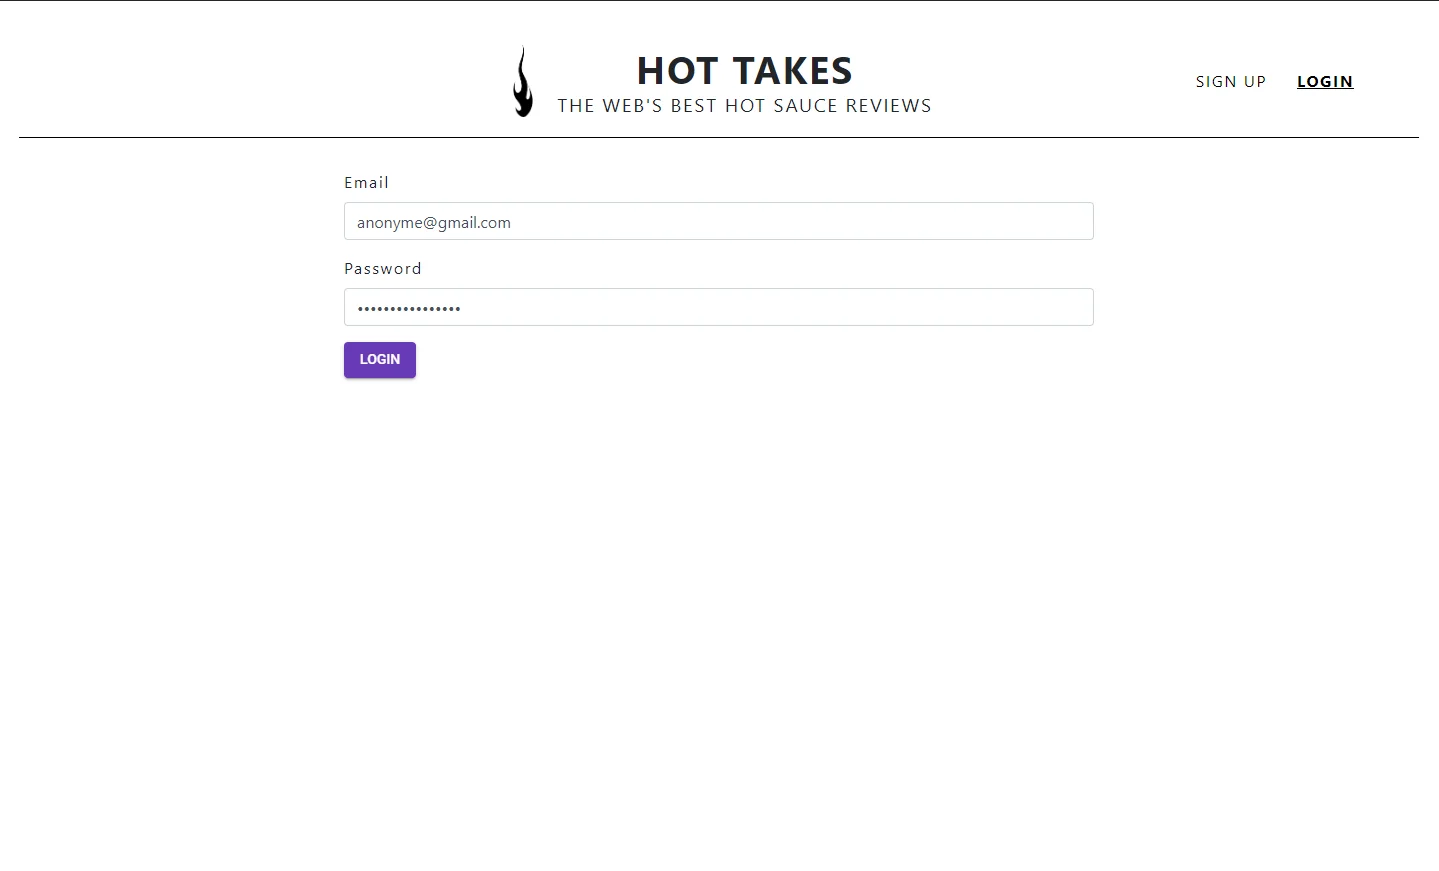 HOT TAKES
THE WEB'S BEST HOT SAUCE REVIEWS
SIGN UP
LOGIN
Email
anonyme@gmail.com
Password
••••••••••••••••
LOGIN